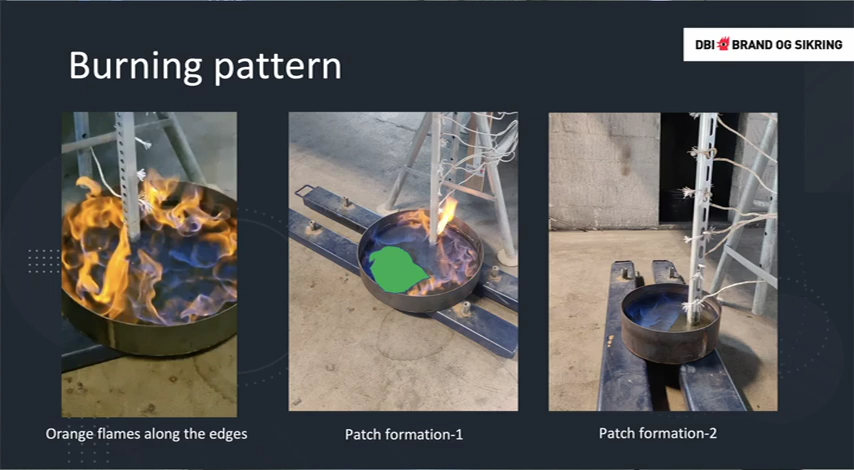 DBI BRAND OG SIKRING
Burning pattern
Orange flames along the edges
Patch formation-1
Patch formation-2